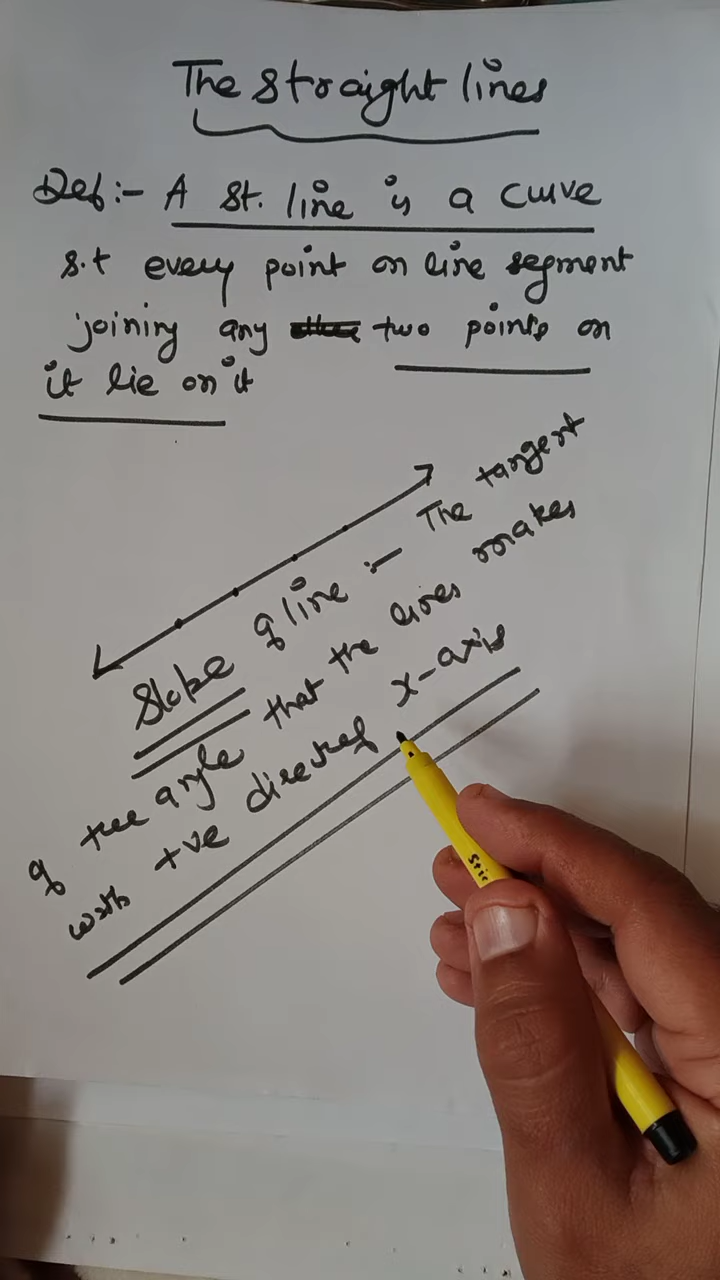 The straight lines
Def:- A st. line is a curve
s.t every point on line segment
joining any two points on
it lie on it
Slope of line :- The tangent
of the angle that the lines makes
with +ve direction of x-axis
Stic